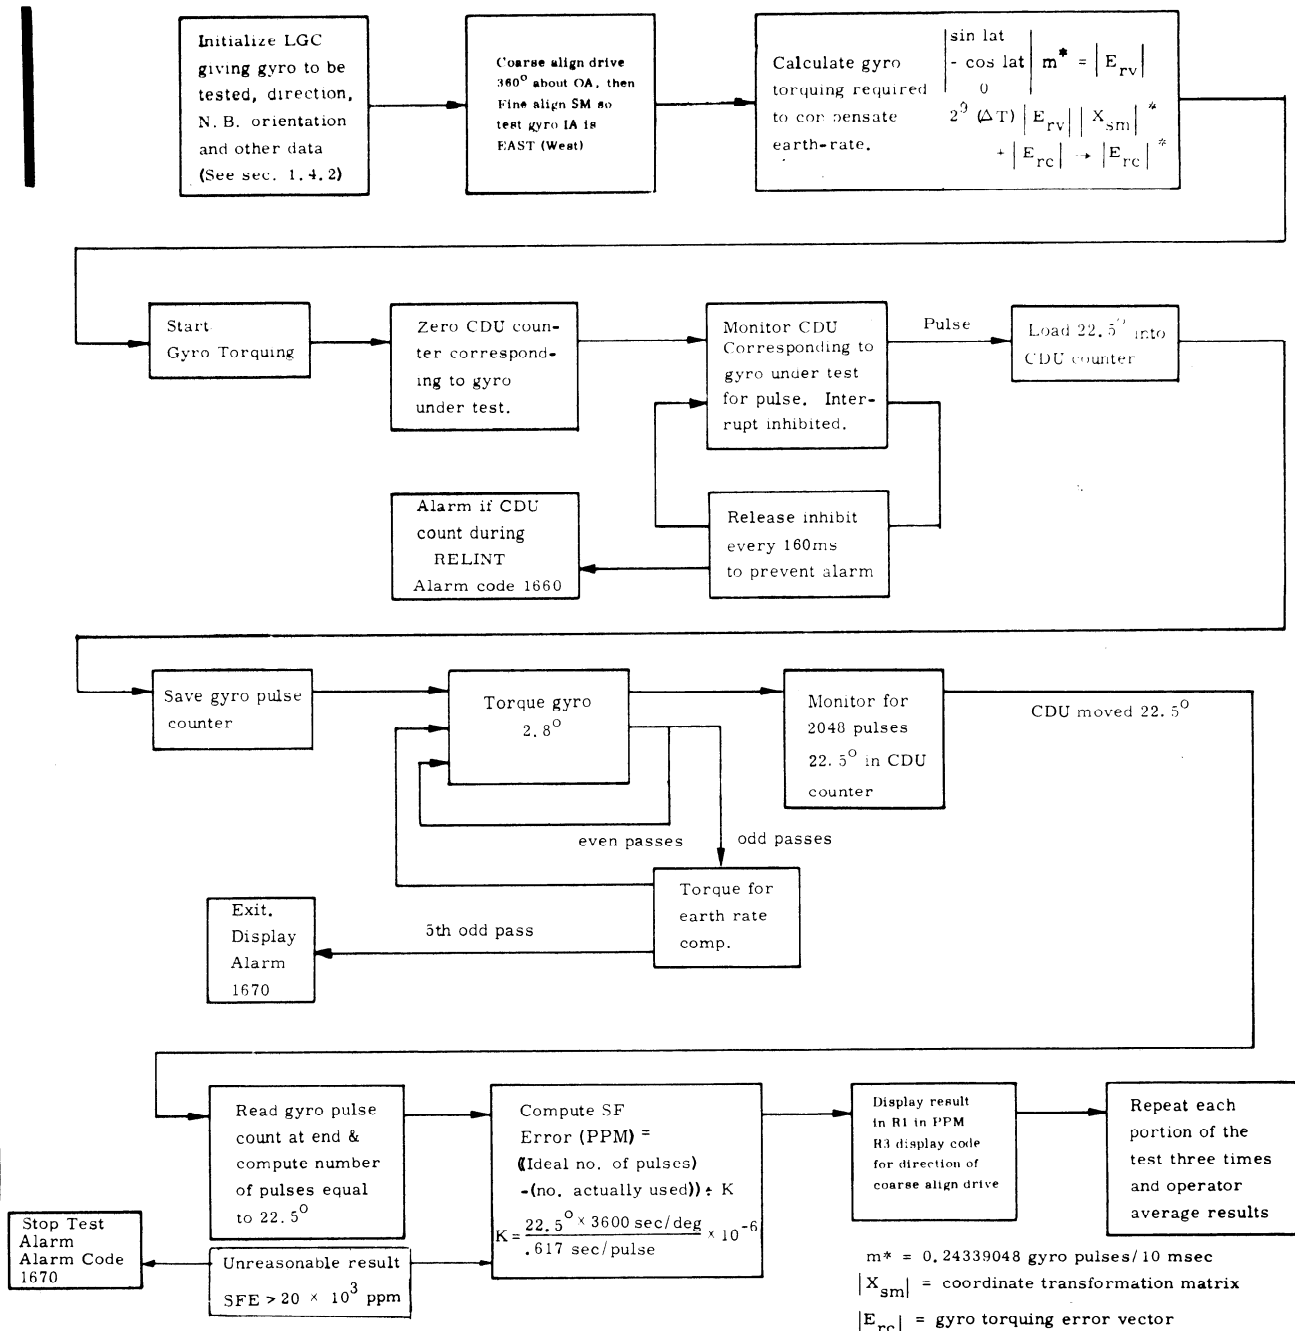 Initialize LGC
giving gyro to be
tested, direction,
N. B. orientation
and other data
(See sec. 1.4.2)
Coarse align drive
360° about OA, then
Fine align SM so
test gyro IA is
EAST (West)
Calculate gyro
torquing required
to compensate
earth-rate.
|sin lat|
|- cos lat| m* = |E_rv|
|0|
2^9 (ΔT) |E_rv| |X_sm|*
+ |E_rc| → |E_rc|*
Start
Gyro Torquing
Zero CDU coun-
ter correspond-
ing to gyro
under test.
Monitor CDU
Corresponding to
gyro under test
for pulse. Inter-
rupt inhibited.
Pulse
Load 22.5° into
CDU counter
Alarm if CDU
count during
RELINT
Alarm code 1660
Release inhibit
every 160ms
to prevent alarm
Save gyro pulse
counter
Torque gyro
2.8°
Monitor for
2048 pulses
22.5° in CDU
counter
CDU moved 22.5°
even passes
odd passes
Torque for
earth rate
comp.
5th odd pass
Exit.
Display
Alarm
1670
Read gyro pulse
count at end &
compute number
of pulses equal
to 22.5°
Compute SF
Error (PPM) =
((Ideal no. of pulses)
-(no. actually used)) ÷ K
K = 22.5° × 3600 sec/deg / .617 sec/pulse × 10^-6
Display result
in R1 in PPM
R3 display code
for direction of
coarse align drive
Repeat each
portion of the
test three times
and operator
average results
Stop Test
Alarm
Alarm Code
1670
Unreasonable result
SFE > 20 × 10^3 ppm
m* = 0.24339048 gyro pulses/10 msec
|X_sm| = coordinate transformation matrix
|E_rc| = gyro torquing error vector